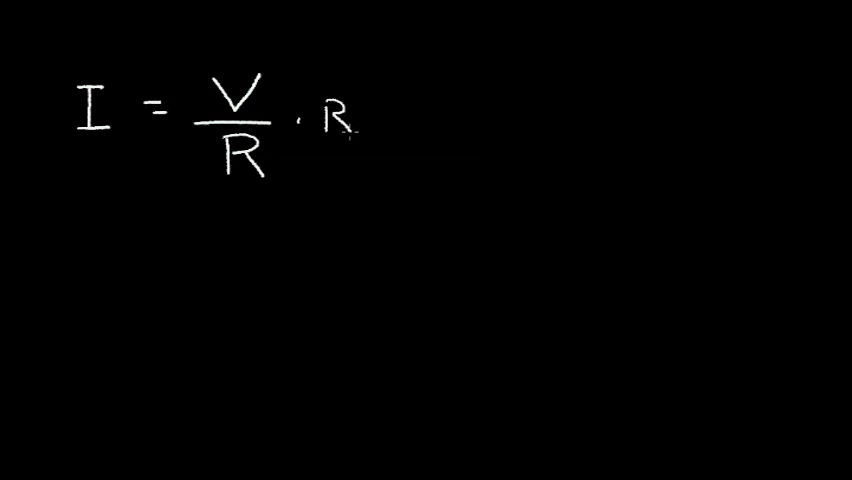 I = V/R · R